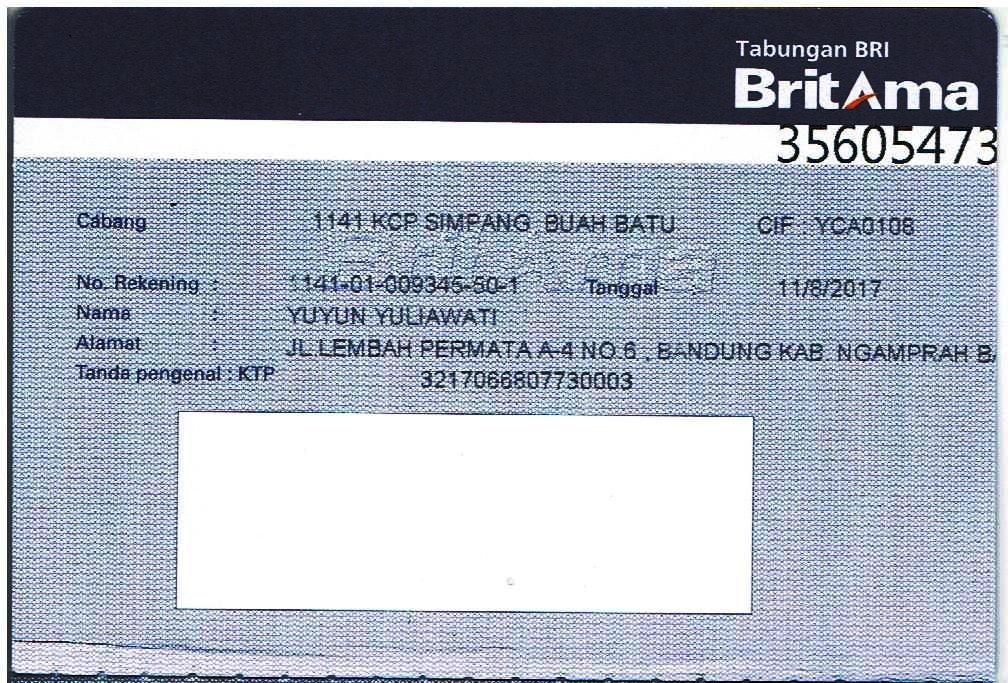 Tabungan BRI
BritAma
35605473
Cabang 1141 KCP SIMPANG BUAH BATU CIF : YCA0108
No. Rekening : 1141-01-009345-50-1 Tanggal 11/8/2017
Nama : YUYUN YULIAWATI
Alamat : JL LEMBAH PERMATA A-4 NO 6 , BANDUNG KAB. NGAMPRAH
Tanda pengenal : KTP 3217066807730003